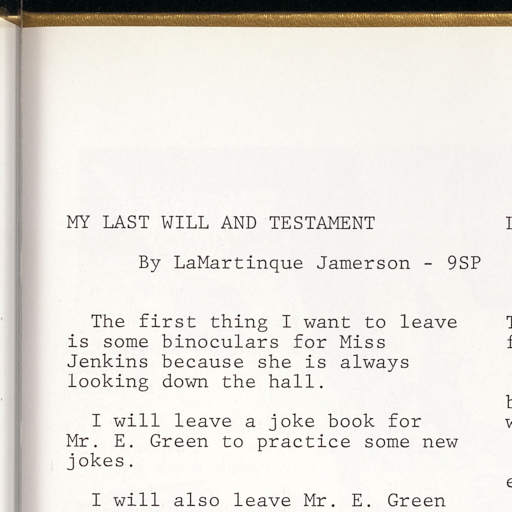 MY LAST WILL AND TESTAMENT
By LaMartinque Jamerson - 9SP
The first thing I want to leave
is some binoculars for Miss
Jenkins because she is always
looking down the hall.
I will leave a joke book for
Mr. E. Green to practice some new
jokes.
I will also leave Mr. E. Green